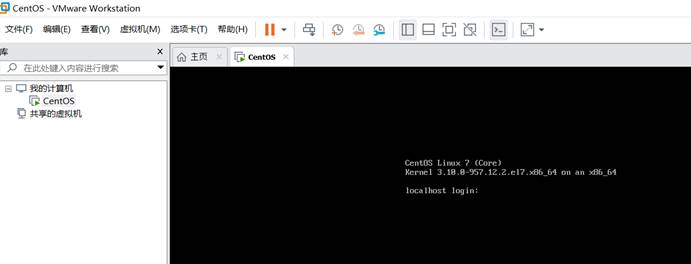 CentOS - VMware Workstation
文件(F) 编辑(E) 查看(V) 虚拟机(M) 选项卡(T) 帮助(H)
库
在此处键入内容进行搜索
我的计算机
CentOS
共享的虚拟机
主页
CentOS
CentOS Linux 7 (Core)
Kernel 3.10.0-957.12.2.el7.x86_64 on an x86_64
localhost login: